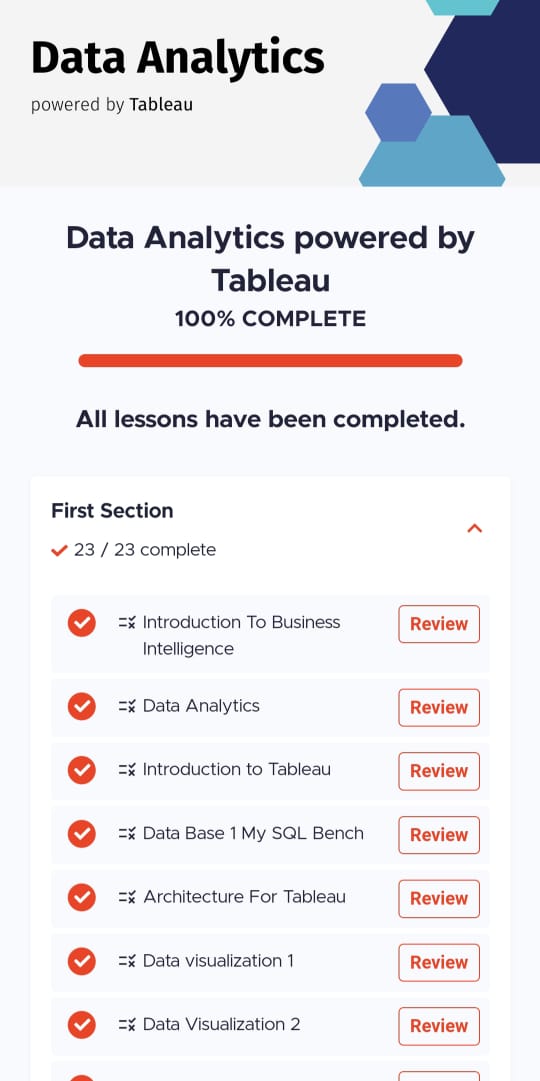 Data Analytics
powered by Tableau
Data Analytics powered by
Tableau
100% COMPLETE
All lessons have been completed.
First Section
23 / 23 complete
Introduction To Business
Intelligence
Review
Data Analytics
Review
Introduction to Tableau
Review
Data Base 1 My SQL Bench
Review
Architecture For Tableau
Review
Data visualization 1
Review
Data Visualization 2
Review